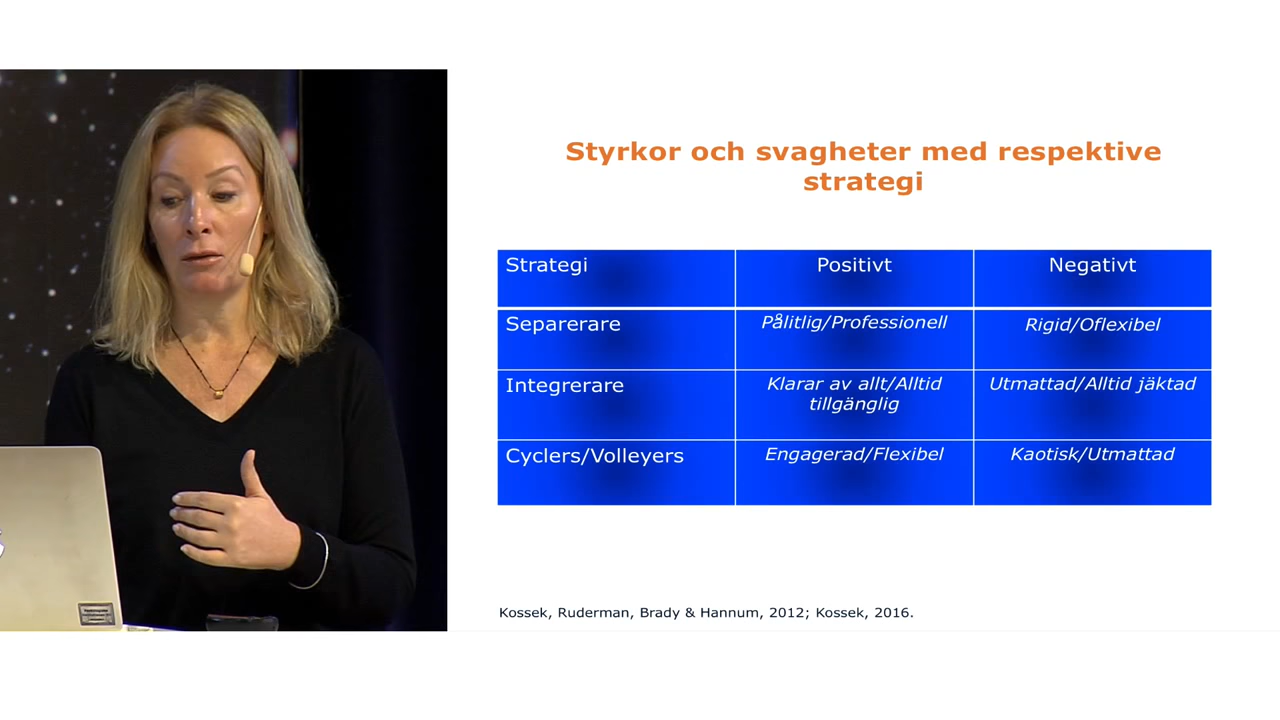 Styrkor och svagheter med respektive
strategi
Strategi Positivt Negativt
Separerare Pålitlig/Professionell Rigid/Oflexibel
Integrerare Klarar av allt/Alltid Utmattad/Alltid jäktad
tillgänglig
Cyclers/Volleyers Engagerad/Flexibel Kaotisk/Utmattad
Kossek, Ruderman, Brady & Hannum, 2012; Kossek, 2016.